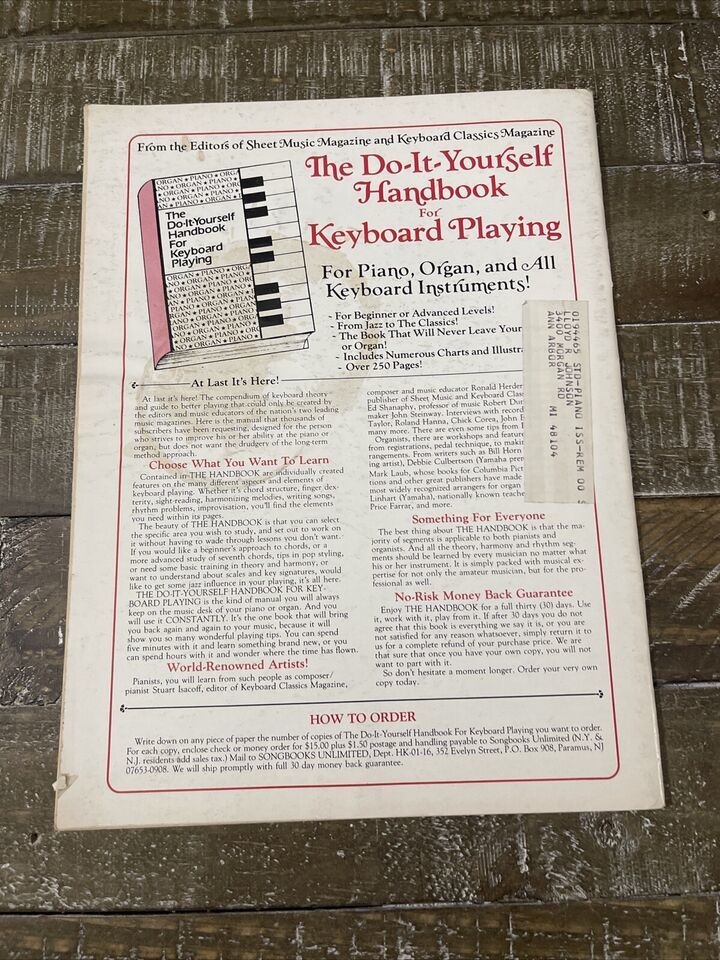 From the Editors of Sheet Music Magazine and Keyboard Classics Magazine
The Do-It-Yourself
Handbook
For
Keyboard Playing
The
Do-It-Yourself
Handbook
For
Keyboard
Playing
For Piano, Organ, and All
Keyboard Instruments!
- For Beginner or Advanced Levels!
- From Jazz to The Classics!
- The Book That Will Never Leave Your
or Organ!
- Includes Numerous Charts and Illustra
- Over 250 Pages!
0194465 STD-PIANO ISS-REM 00
LLOYD R JOHNSON
3400 MORGAN RD
ANN ARBOR MI 48104
At Last It's Here!
At last it's here! The compendium of keyboard theory
and guide to better playing that could only be created by
the editors and music educators of the nation's two leading
music magazines. Here is the manual that thousands of
subscribers have been requesting, designed for the person
who strives to improve his or her ability at the piano or
organ, but does not want the drudgery of the long-term
method approach.
Choose What You Want To Learn
Contained in THE HANDBOOK are individually created
features on the many different aspects and elements of
keyboard playing. Whether it's chord structure, finger dex-
terity, sight-reading, harmonizing melodies, writing songs,
rhythm problems, improvisation, you'll find the elements
you need within its pages.
The beauty of THE HANDBOOK is that you can select
the specific area you wish to study, and set out to work on
it without having to wade through lessons you don't want.
If you would like a beginner's approach to chords, or a
more advanced study of seventh chords, tips in pop styling,
or need some basic training in theory and harmony, or
want to understand about scales and key signatures, would
like to get some jazz influence in your playing, it's all here.
THE DO-IT-YOURSELF HANDBOOK FOR KEY-
BOARD PLAYING is the kind of manual you will always
keep on the music desk of your piano or organ. And you
will use it CONSTANTLY. It's the one book that will bring
you back again and again to your music, because it will
show you so many wonderful playing tips. You can spend
five minutes with it and learn something brand new, or you
can spend hours with it and wonder where the time has flown.
World-Renowned Artists!
Pianists, you will learn from such people as composer/
pianist Stuart Isacoff, editor of Keyboard Classics Magazine,
composer and music educator Ronald Herder
publisher of Sheet Music and Keyboard Clas
Ed Shanaphy, professor of music Robert Dum
maker John Steinway. Interviews with record
Taylor, Roland Hanna, Chick Corea, John E
many more. There are even some tips from
Organists, there are workshops and feature
from registrations, pedal technique, to makin
rangements. From writers such as Bill Horn
ing artist), Debbie Culbertson (Yamaha pres
Mark Laub, whose books for Columbia Pict
tions and other great publishers have made
most widely recognized arrangers for organ
Linhart (Yamaha), nationally known teache
Price Farrar, and more.
Something For Everyone
The best thing about THE HANDBOOK is that the ma-
jority of segments is applicable to both pianists and
organists. And all the theory, harmony and rhythm seg-
ments should be learned by every musician no matter what
his or her instrument. It is simply packed with musical ex-
pertise for not only the amateur musician, but for the pro-
fessional as well.
No-Risk Money Back Guarantee
Enjoy THE HANDBOOK for a full thirty (30) days. Use
it, work with it, play from it. If after 30 days you do not
agree that this book is everything we say it is, or you are
not satisfied for any reason whatsoever, simply return it to
us for a complete refund of your purchase price. We are
that sure that once you have your own copy, you will not
want to part with it.
So don't hesitate a moment longer. Order your very own
copy today.
HOW TO ORDER
Write down on any piece of paper the number of copies of The Do-It-Yourself Handbook For Keyboard Playing you want to order.
For each copy, enclose check or money order for $15.00 plus $1.50 postage and handling payable to Songbooks Unlimited (N.Y. &
N.J. residents add sales tax.) Mail to SONGBOOKS UNLIMITED, Dept. HK-01-16, 352 Evelyn Street, P.O. Box 908, Paramus, NJ
07653-0908. We will ship promptly with full 30 day money back guarantee.